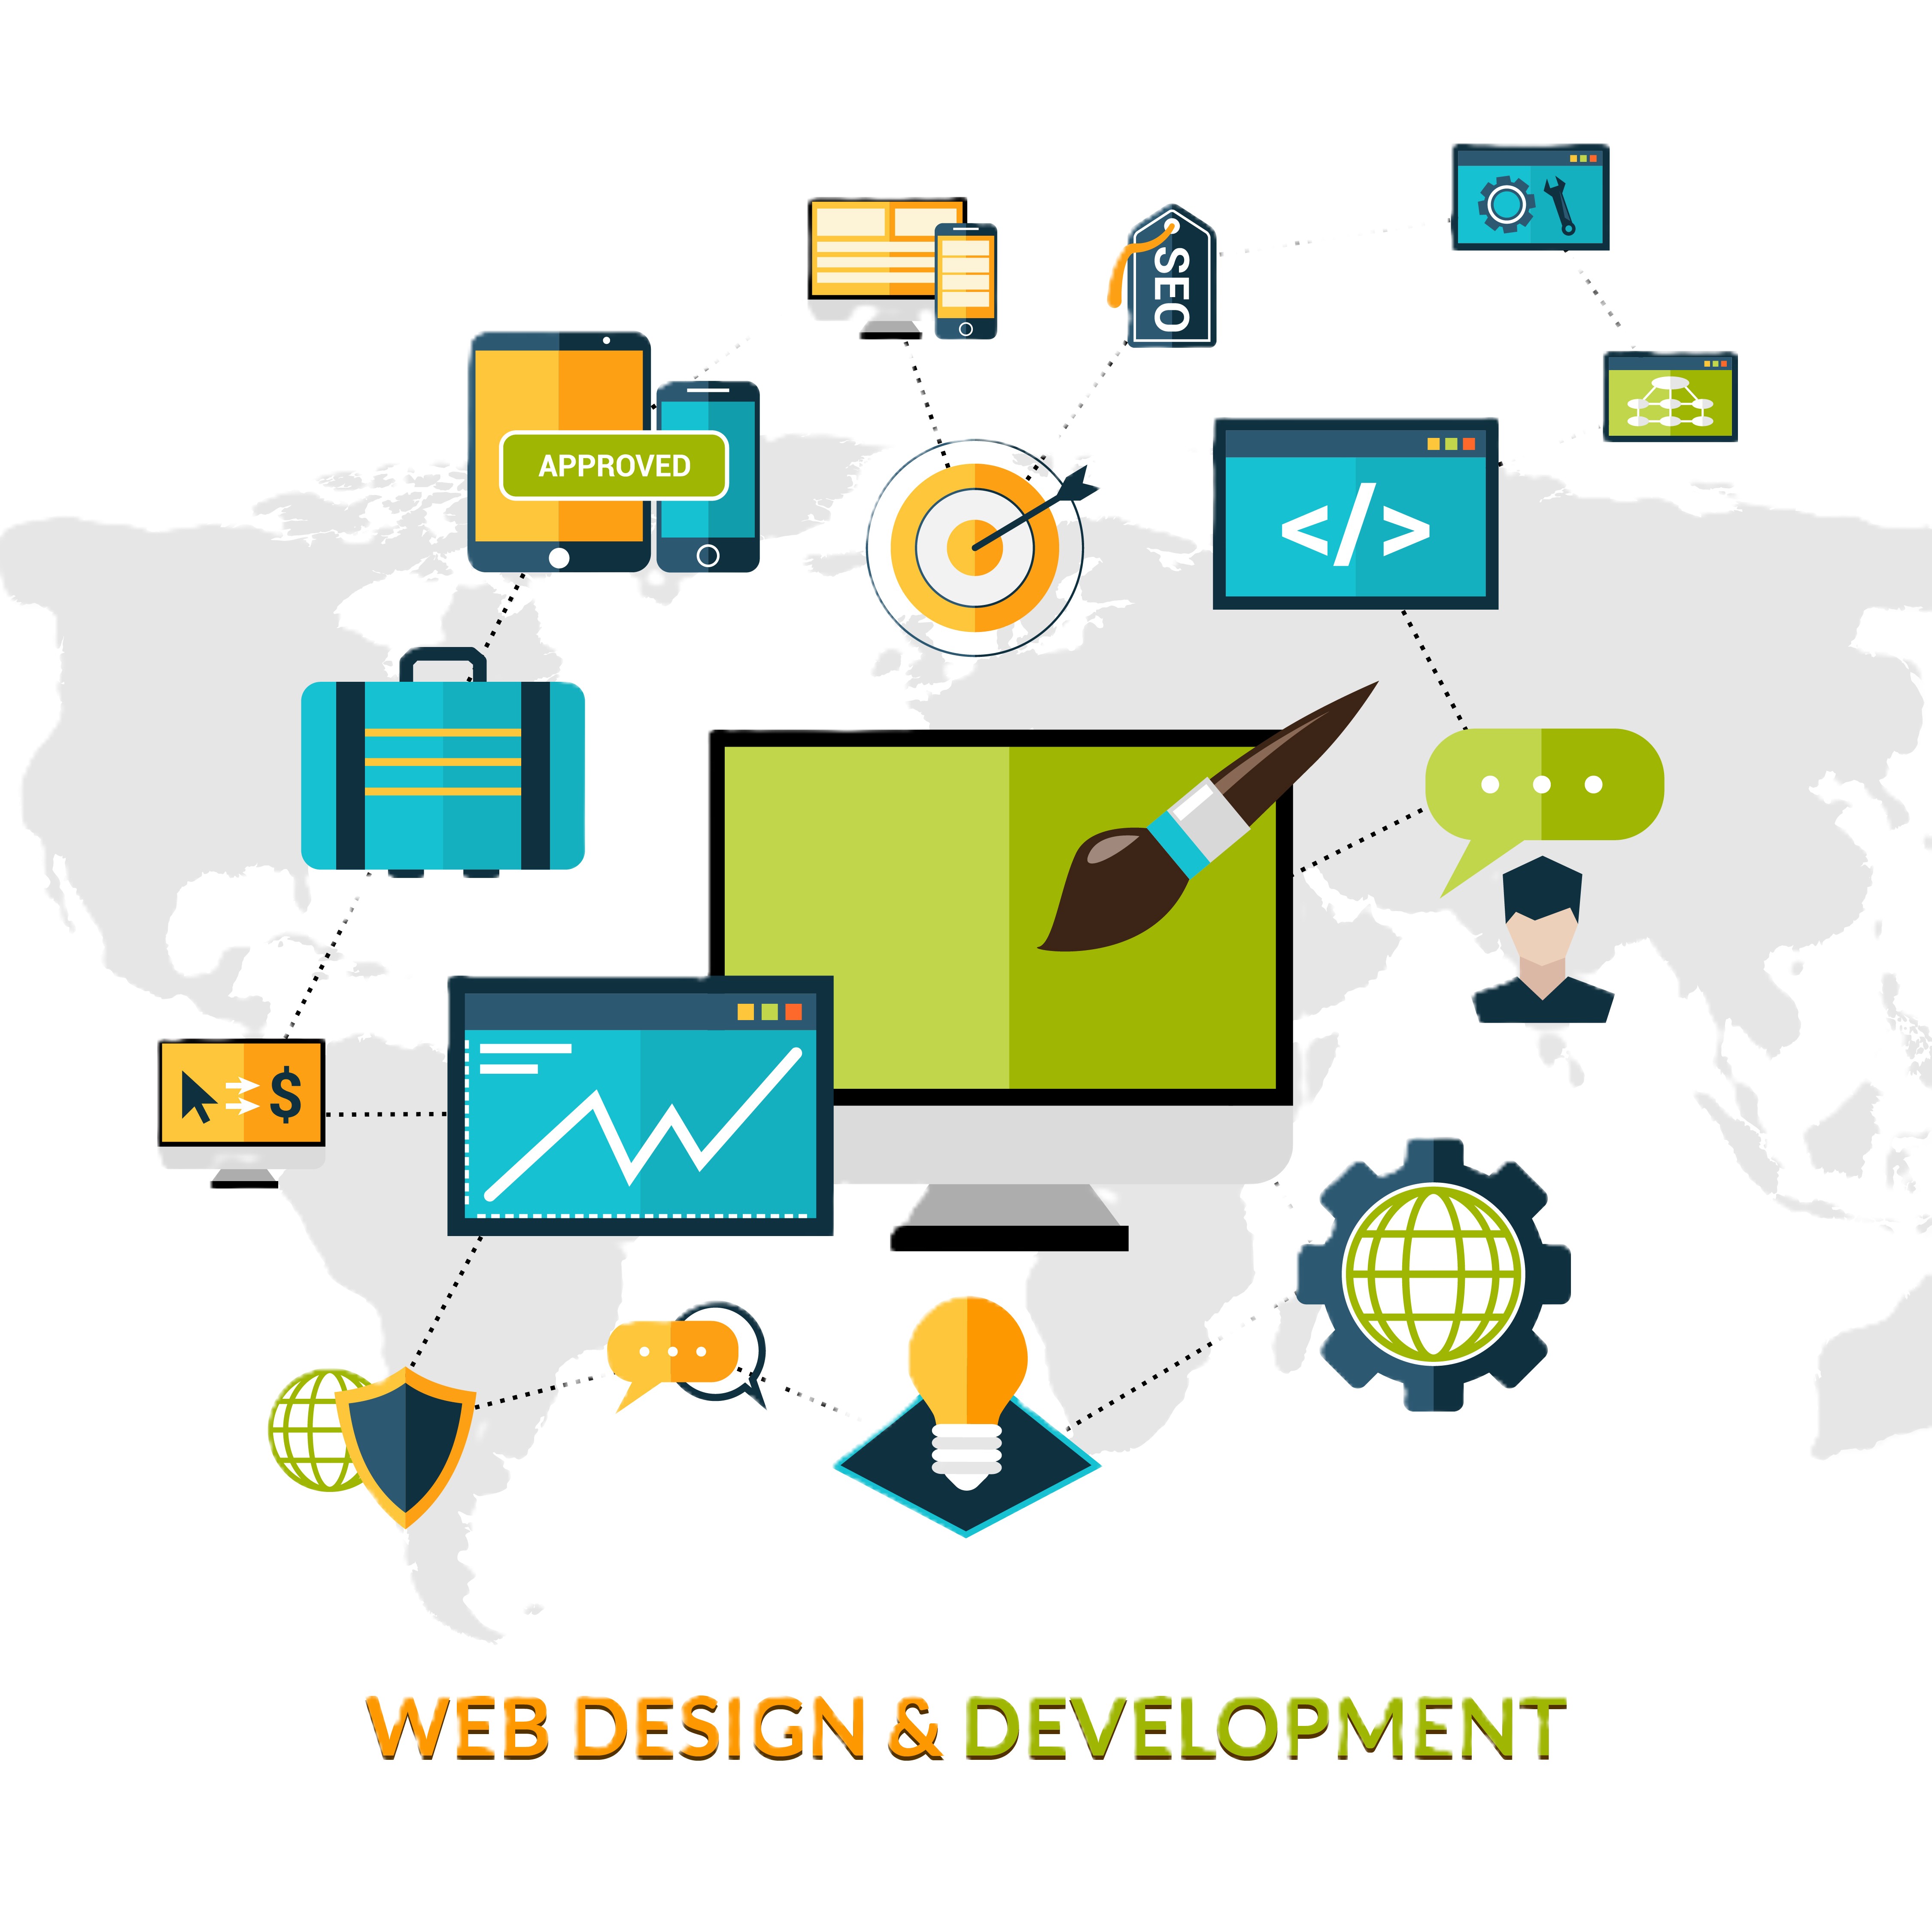 SEO
APPROVED
</>
$
WEB DESIGN & DEVELOPMENT